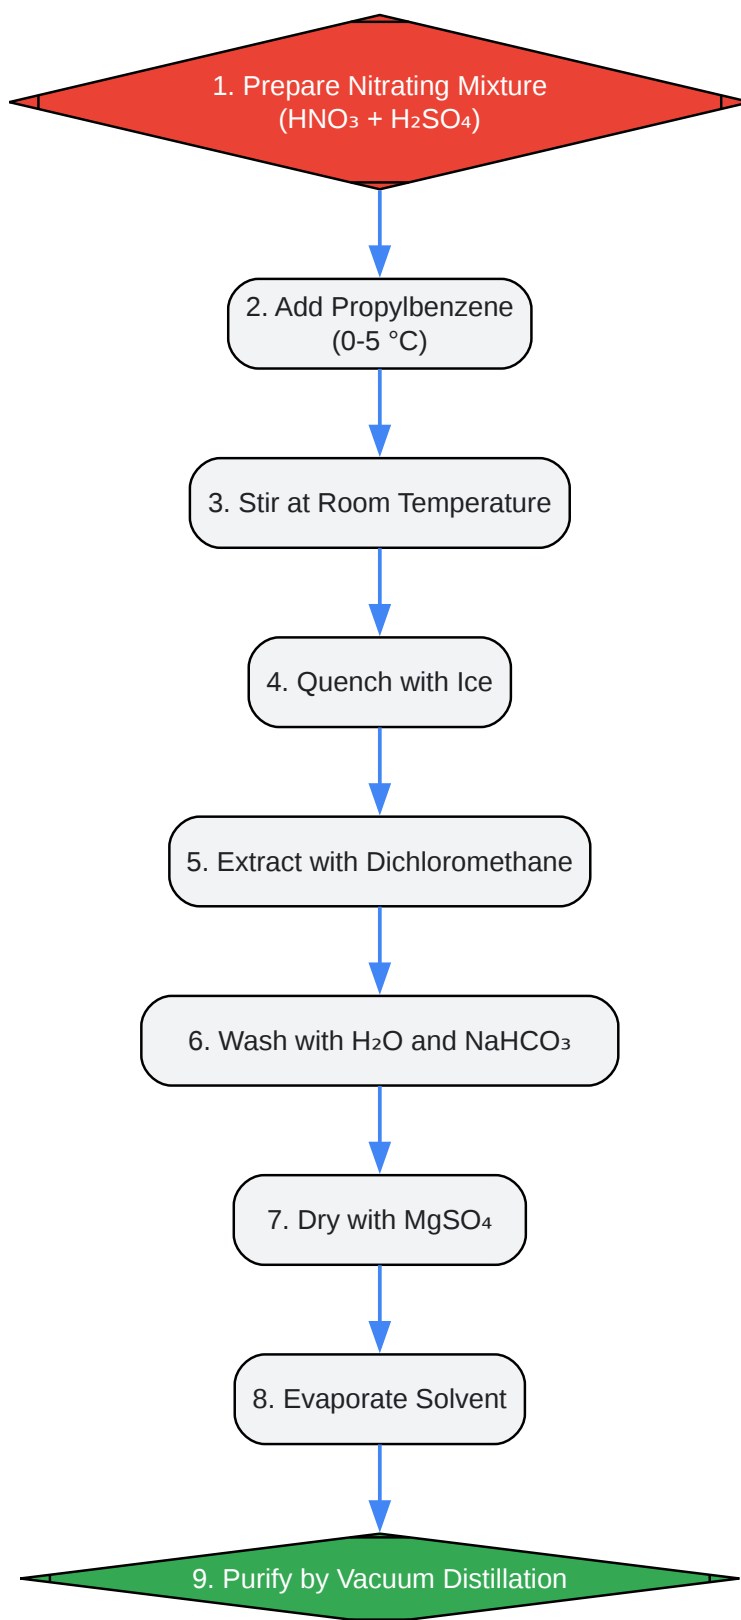 1. Prepare Nitrating Mixture
(HNO₃ + H₂SO₄)
2. Add Propylbenzene
(0-5 °C)
3. Stir at Room Temperature
4. Quench with Ice
5. Extract with Dichloromethane
6. Wash with H₂O and NaHCO₃
7. Dry with MgSO₄
8. Evaporate Solvent
9. Purify by Vacuum Distillation